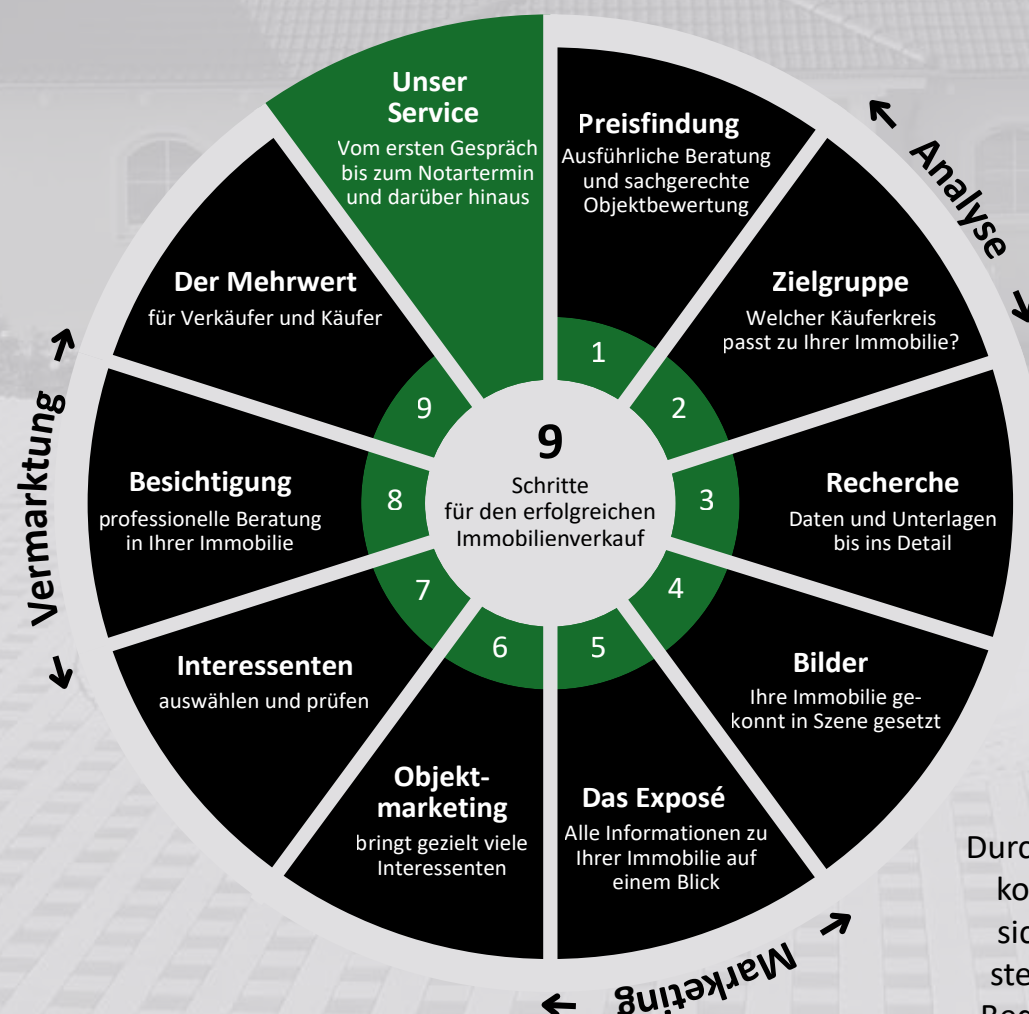 Unser
Service
Vom ersten Gespräch
bis zum Notartermin
und darüber hinaus
Preisfindung
Ausführliche Beratung
und sachgerechte
Objektbewertung
1
Zielgruppe
Welcher Käuferkreis
passt zu Ihrer Immobilie?
2
Recherche
Daten und Unterlagen
bis ins Detail
3
Bilder
Ihre Immobilie ge-
konnt in Szene gesetzt
4
Das Exposé
Alle Informationen zu
Ihrer Immobilie auf
einem Blick
5
Objekt-
marketing
bringt gezielt viele
Interessenten
6
Interessenten
auswählen und prüfen
7
Besichtigung
professionelle Beratung
in Ihrer Immobilie
8
Der Mehrwert
für Verkäufer und Käufer
9
9
Schritte
für den erfolgreichen
Immobilienverkauf
Analyse
Marketing
Vermarktung